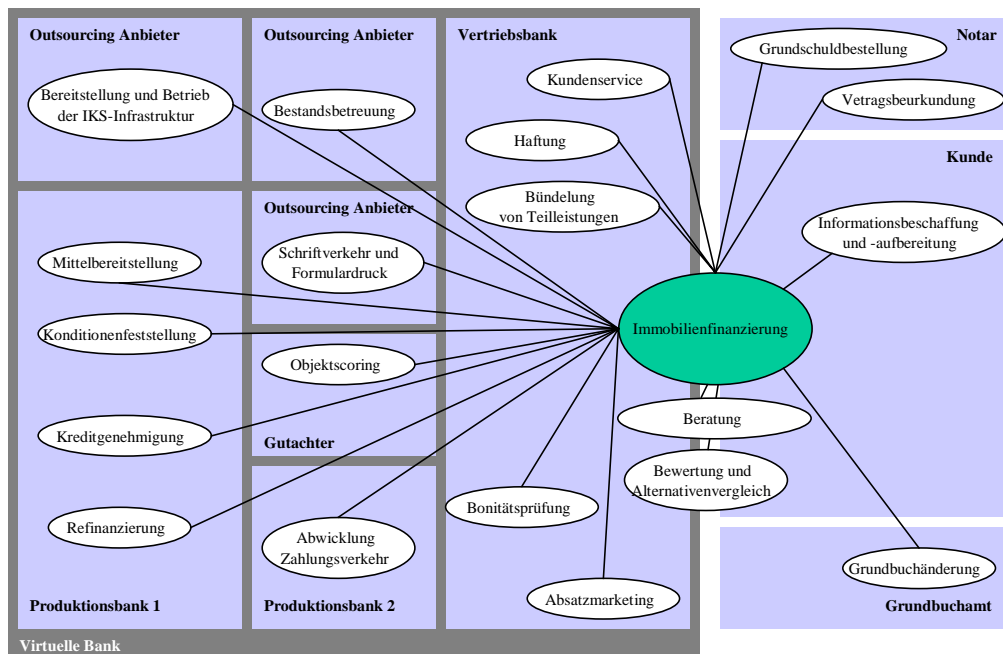 Outsourcing Anbieter
Bereitstellung und Betrieb
der IKS-Infrastruktur
Outsourcing Anbieter
Bestandsbetreuung
Vertriebsbank
Kundenservice
Haftung
Bündelung
von Teilleistungen
Notar
Grundschuldbestellung
Vetragsbeurkundung
Kunde
Informationsbeschaffung
und -aufbereitung
Outsourcing Anbieter
Schriftverkehr und
Formulardruck
Mittelbereitstellung
Konditionenfeststellung
Kreditgenehmigung
Refinanzierung
Produktionsbank 1
Objektscoring
Gutachter
Abwicklung
Zahlungsverkehr
Produktionsbank 2
Immobilienfinanzierung
Beratung
Bewertung und
Alternativenvergleich
Bonitätsprüfung
Absatzmarketing
Grundbuchänderung
Grundbuchamt
Virtuelle Bank